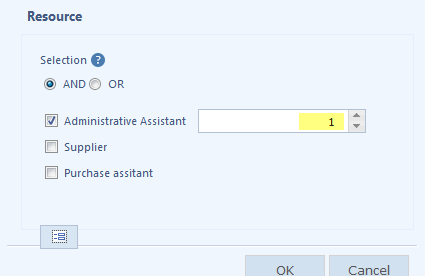 Resource
Selection ?
AND OR
Administrative Assistant 1
Supplier
Purchase assitant
OK Cancel